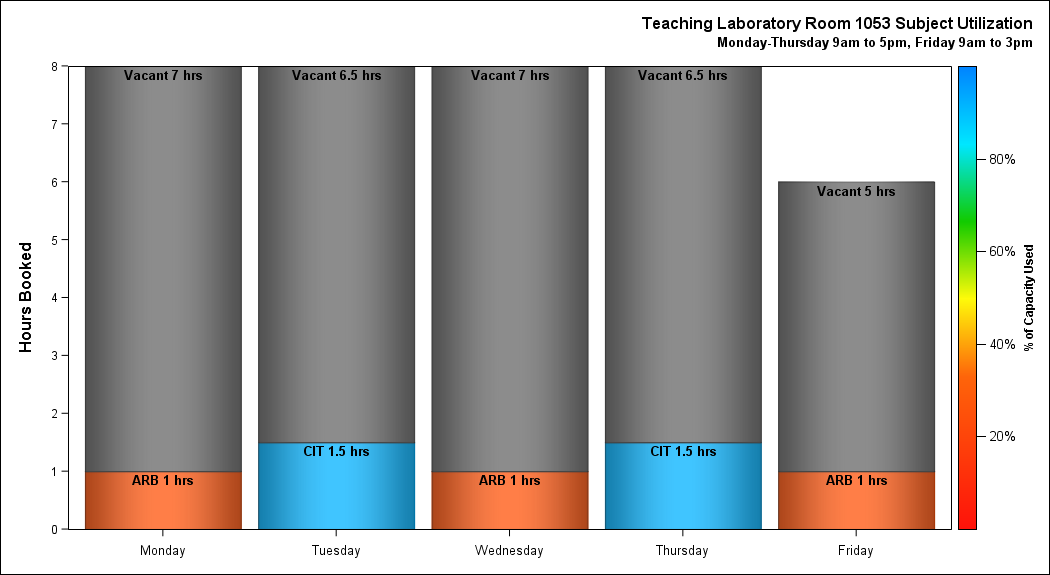 Teaching Laboratory Room 1053 Subject Utilization
Monday-Thursday 9am to 5pm, Friday 9am to 3pm
Hours Booked
8
7
6
5
4
3
2
1
0
Vacant 7 hrs
Vacant 6.5 hrs
Vacant 7 hrs
Vacant 6.5 hrs
Vacant 5 hrs
ARB 1 hrs
CIT 1.5 hrs
ARB 1 hrs
CIT 1.5 hrs
ARB 1 hrs
Monday
Tuesday
Wednesday
Thursday
Friday
80%
60%
40%
20%
% of Capacity Used